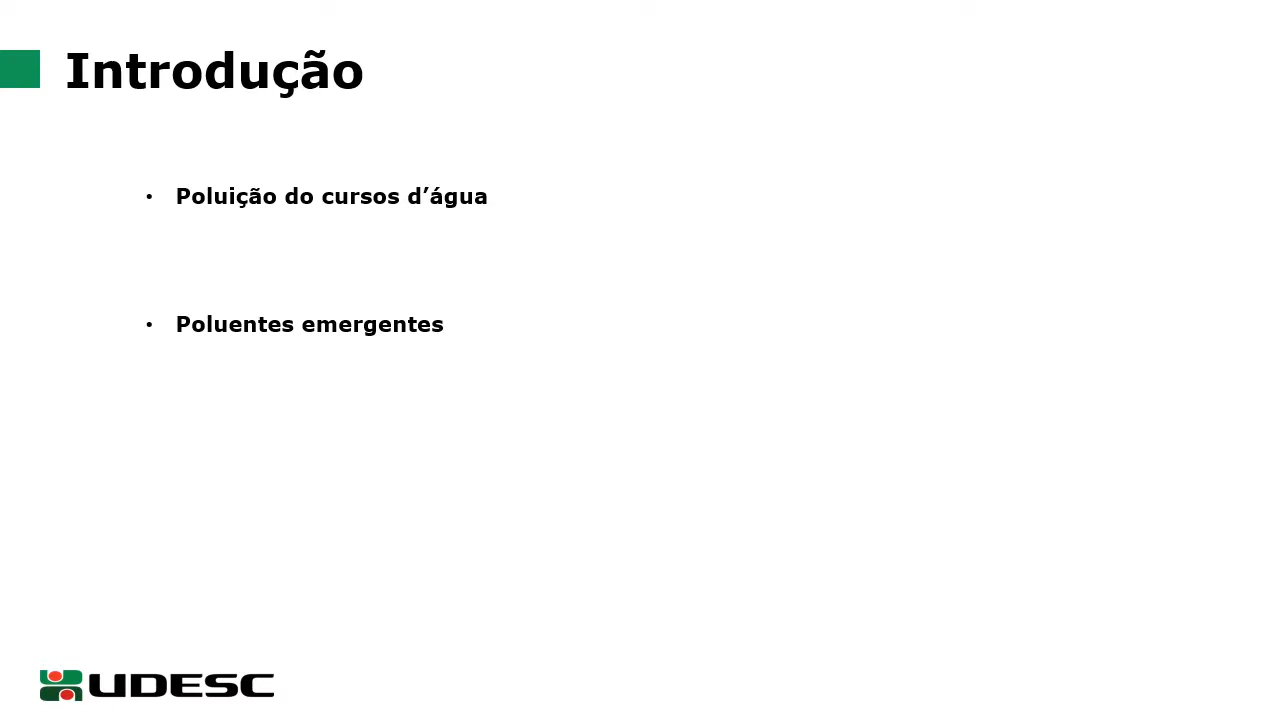 Introdução
• Poluição do cursos d’água
• Poluentes emergentes
UDESC